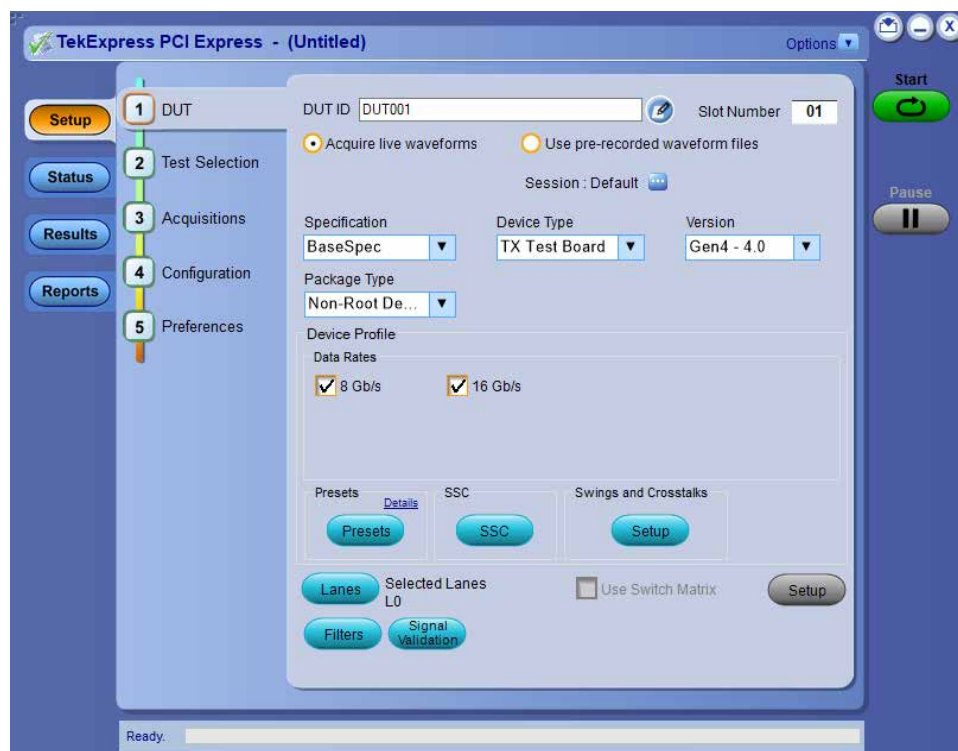 TekExpress PCI Express - (Untitled)
Options
Start
Pause
Setup
Status
Results
Reports
1 DUT
2 Test Selection
3 Acquisitions
4 Configuration
5 Preferences
DUT ID DUT001 Slot Number 01
Acquire live waveforms Use pre-recorded waveform files
Session : Default
Specification Device Type Version
BaseSpec TX Test Board Gen4 - 4.0
Package Type
Non-Root De...
Device Profile
Data Rates
8 Gb/s 16 Gb/s
Presets Details SSC Swings and Crosstalks
Presets SSC Setup
Lanes Selected Lanes Use Switch Matrix Setup
L0
Filters Signal Validation
Ready.